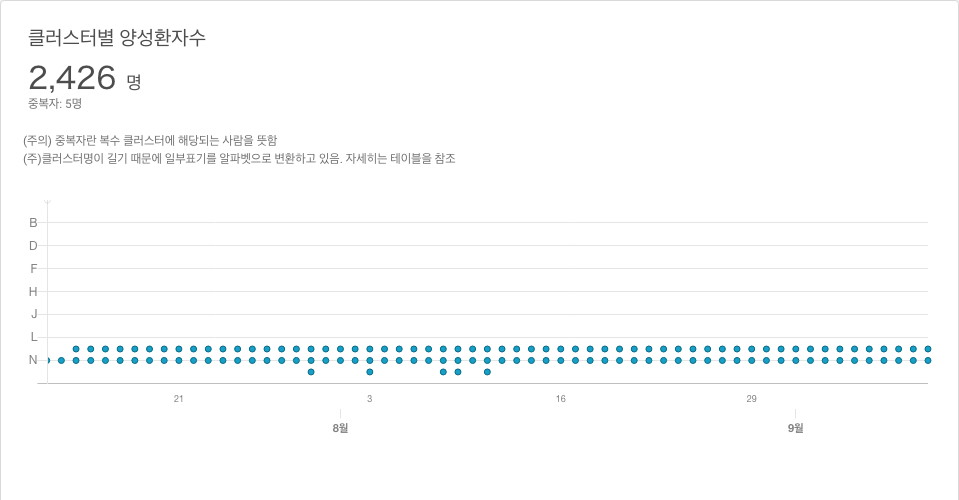 클러스터별 양성환자수
2,426 명
중복자: 5명
(주의) 중복자란 복수 클러스터에 해당되는 사람을 뜻함
(주)클러스터명이 길기 때문에 일부표기를 알파벳으로 변환하고 있음. 자세히는 테이블을 참조
B
D
F
H
J
L
N
21 3 16 29
8월 9월